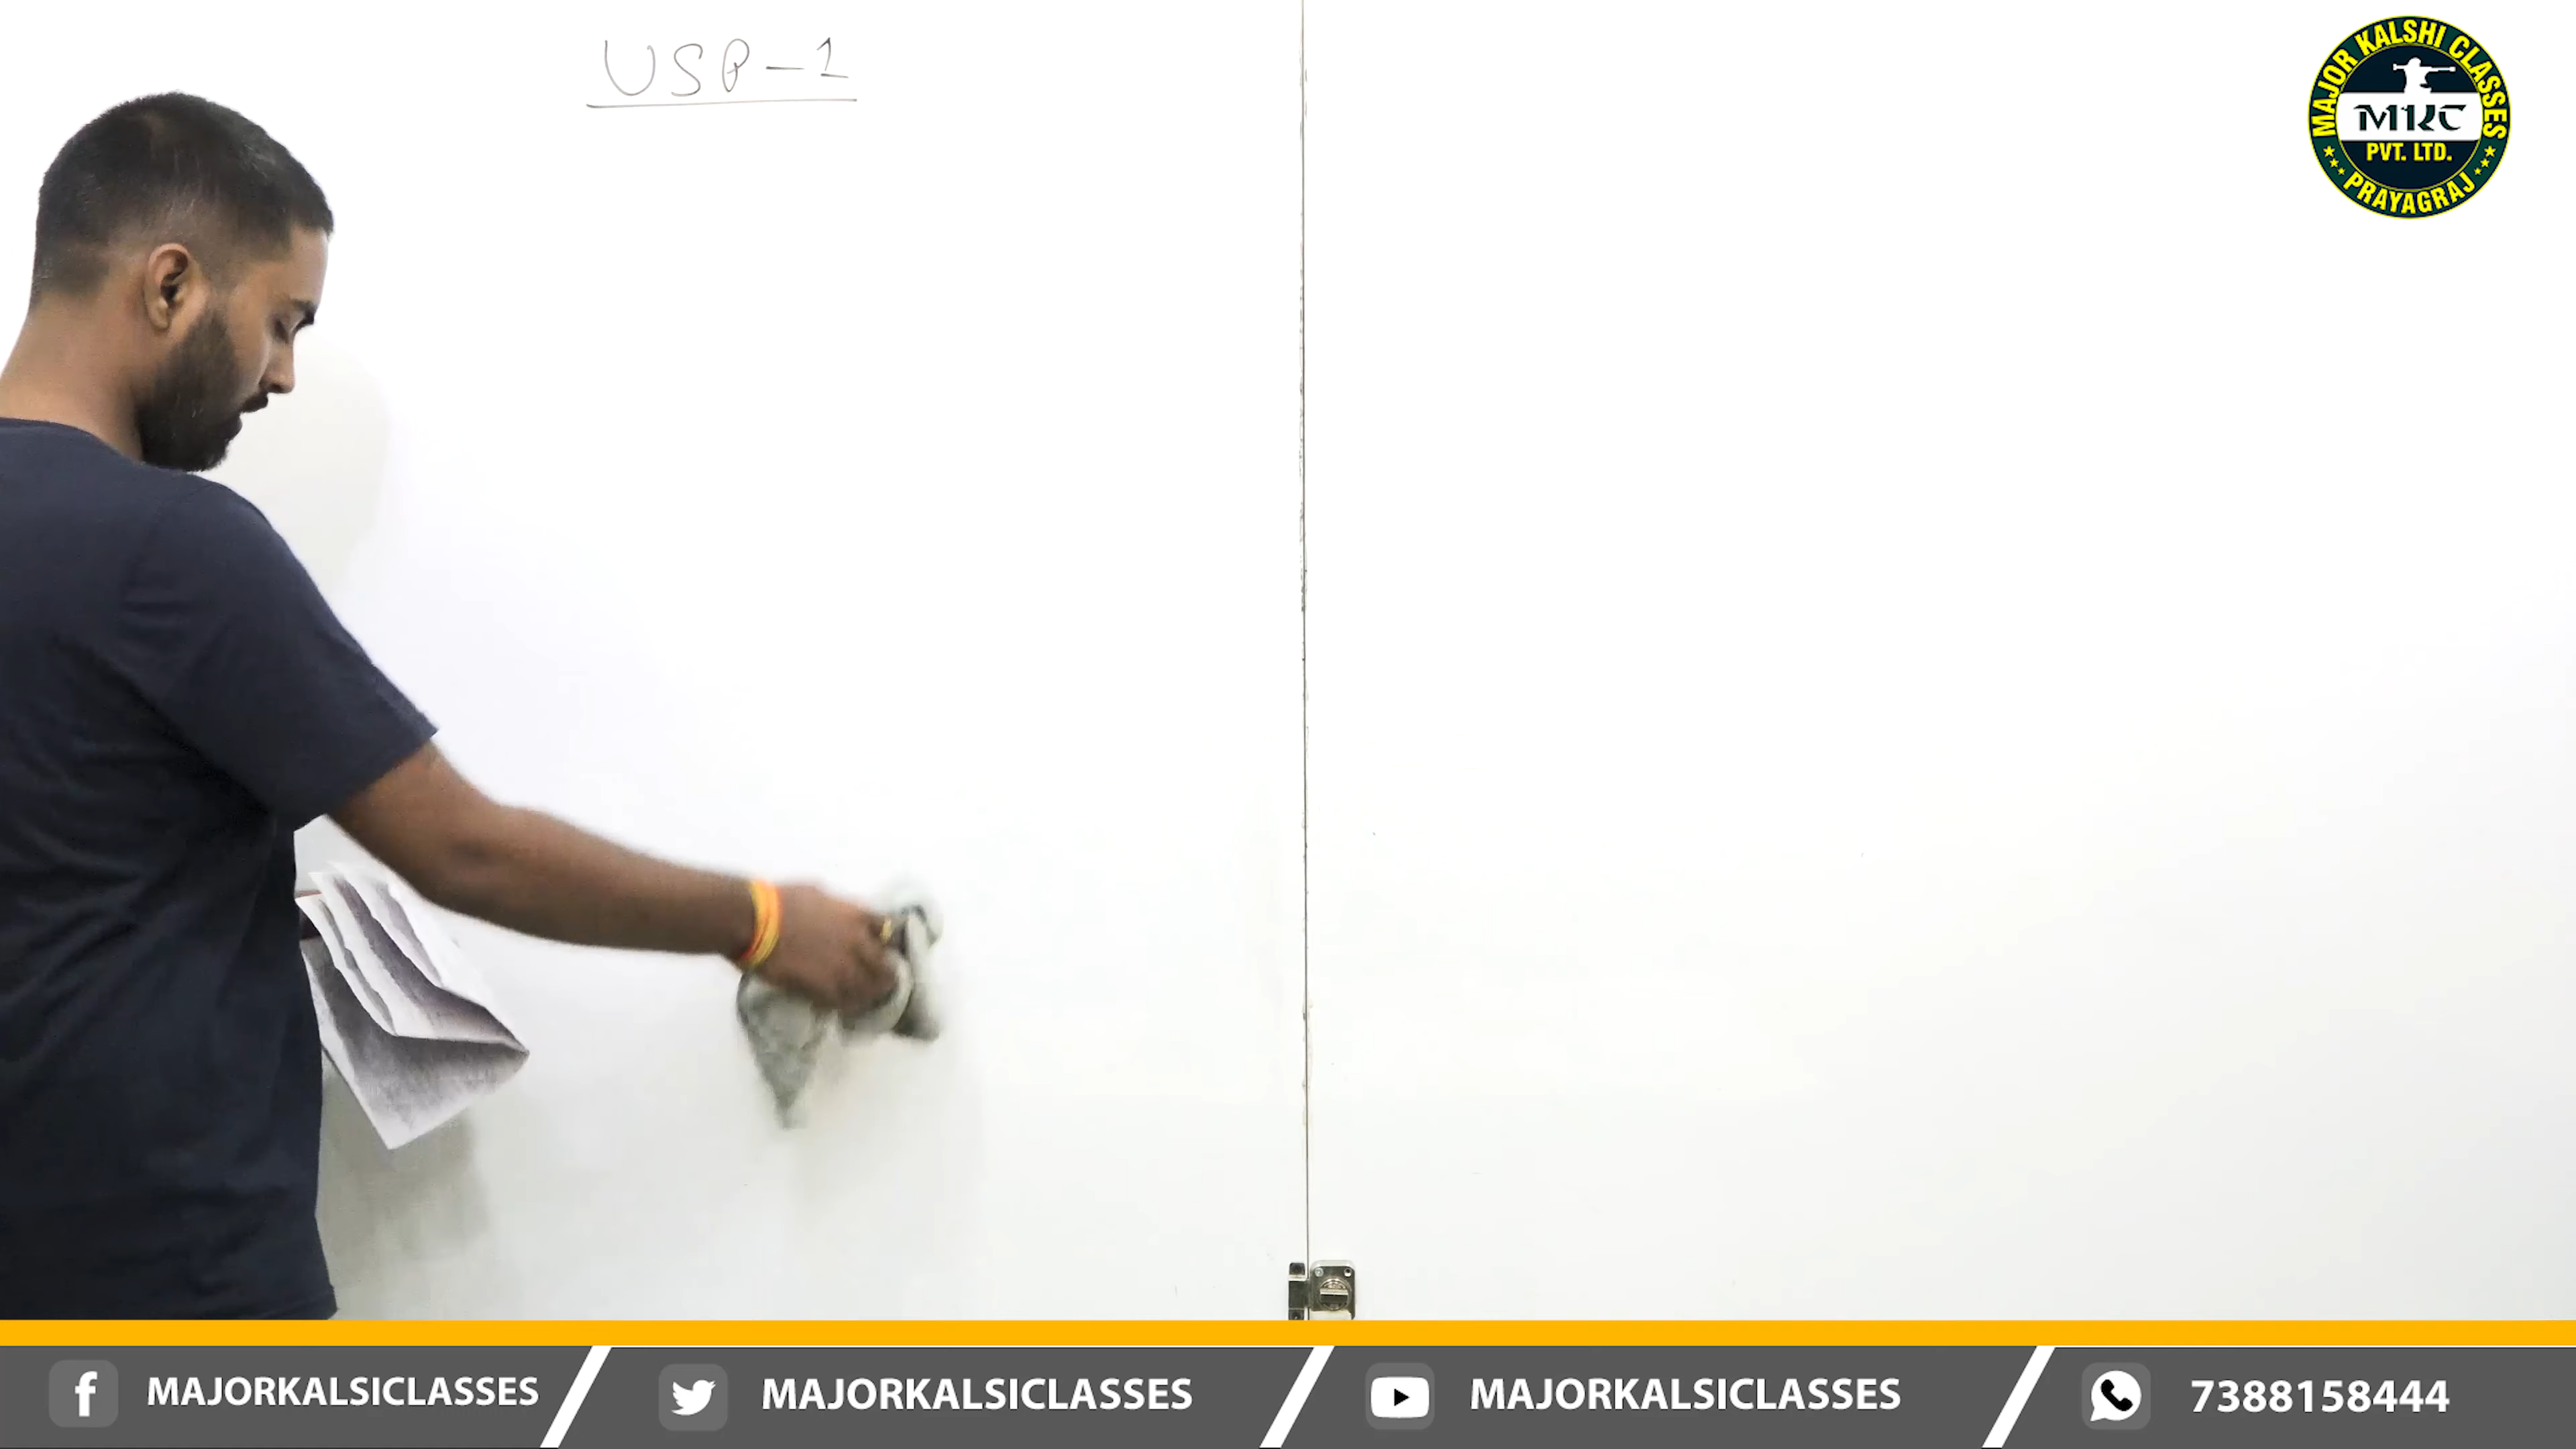 USP-1
MAJOR KALSHI CLASSES
MKC
PVT. LTD.
PRAYAGRAJ
MAJORKALSICLASSES
MAJORKALSICLASSES
MAJORKALSICLASSES
7388158444